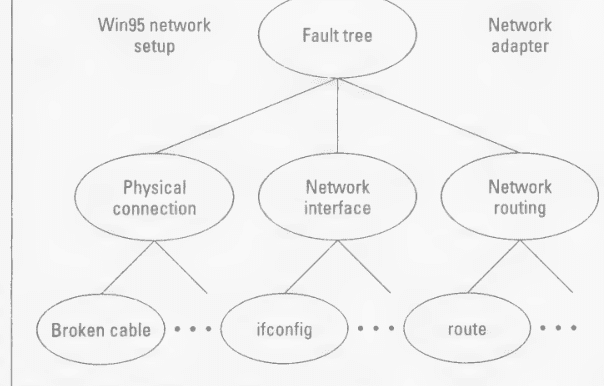 Win95 network
setup
Fault tree
Network
adapter
Physical
connection
Network
interface
Network
routing
Broken cable • • •
ifconfig • • •
route • • •